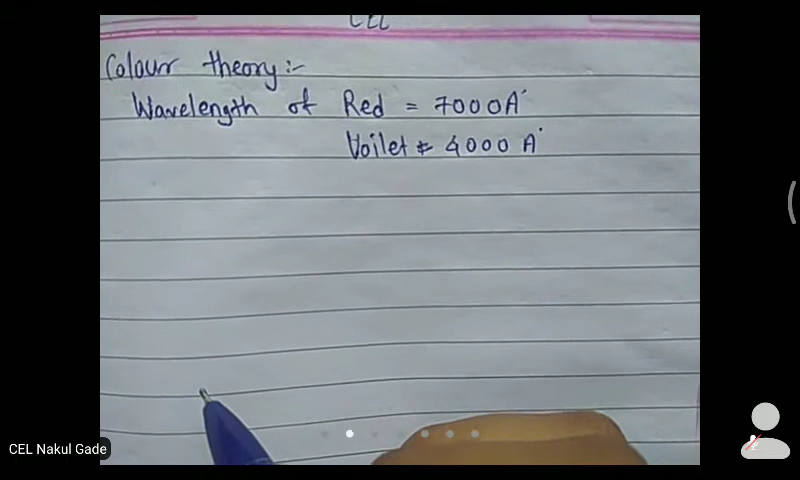 CEL
Colour theory :-
Wavelength of Red = 7000A°
Voilet = 4000 A°
CEL Nakul Gade